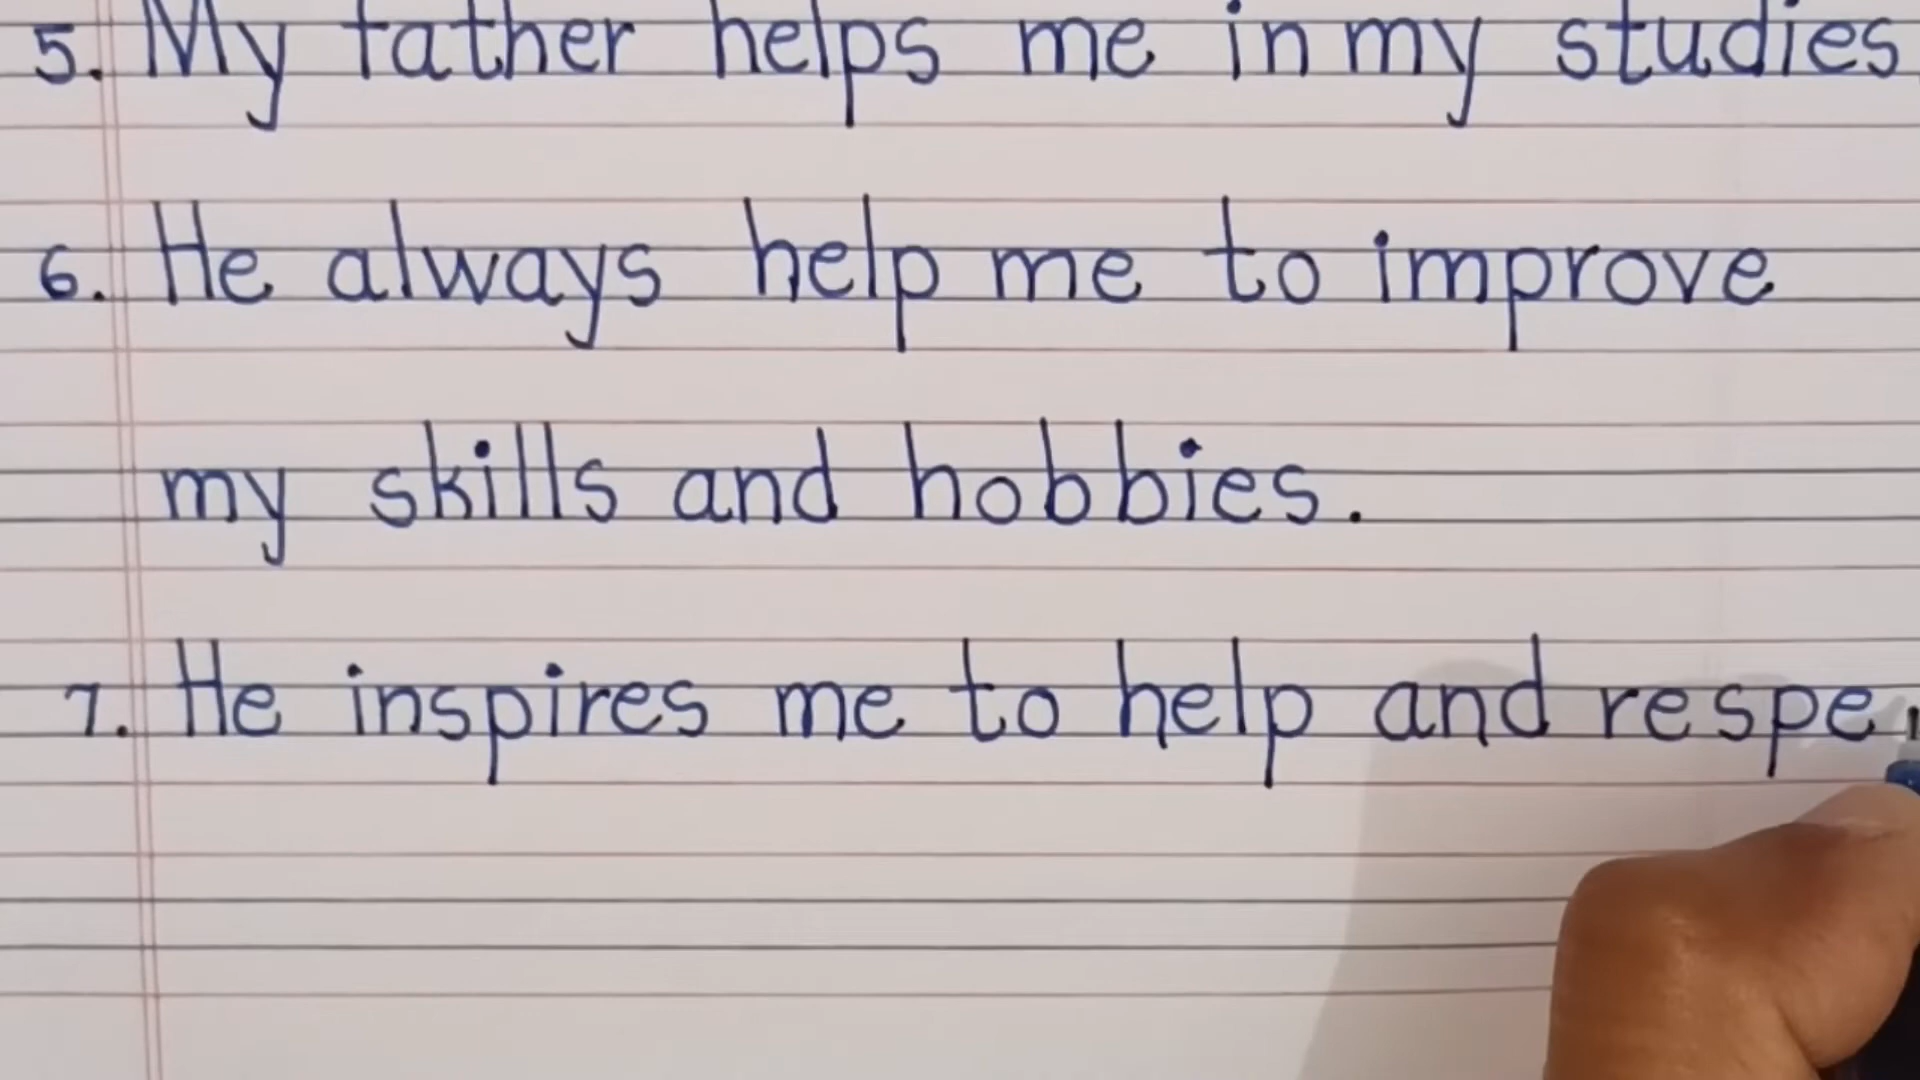 5. My father helps me in my studies
6. He always help me to improve
my skills and hobbies.
7. He inspires me to help and respe